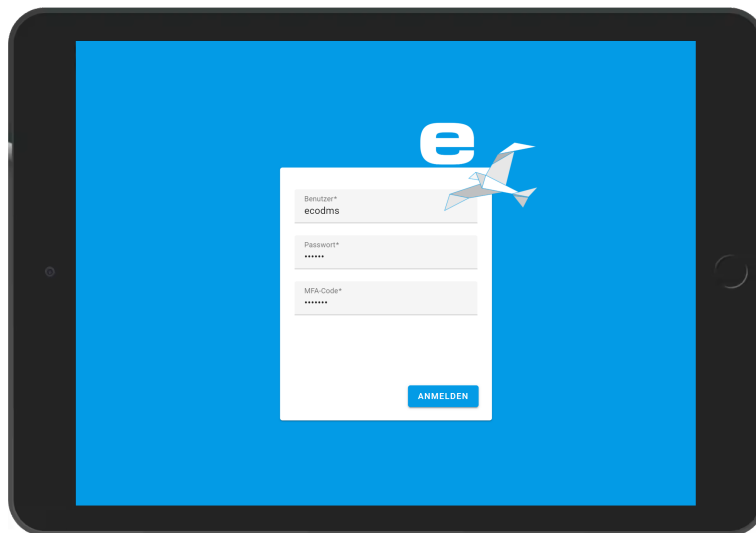 e
Benutzer*
ecodms
Passwort*
••••••
MFA-Code*
•••••••
ANMELDEN